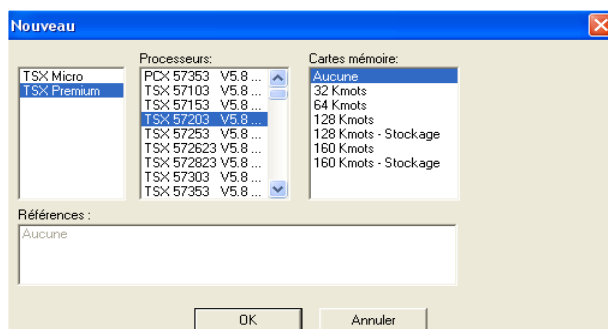 Nouveau
Processeurs:
Cartes mémoire:
TSX Micro
TSX Premium
PCX 57353 V5.8 ...
TSX 57103 V5.8 ...
TSX 57153 V5.8 ...
TSX 57203 V5.8 ...
TSX 57253 V5.8 ...
TSX 572623 V5.8 ...
TSX 572823 V5.8 ...
TSX 57303 V5.8 ...
TSX 57353 V5.8 ...
Aucune
32 Kmots
64 Kmots
128 Kmots
128 Kmots - Stockage
160 Kmots
160 Kmots - Stockage
Références :
Aucune
OK
Annuler